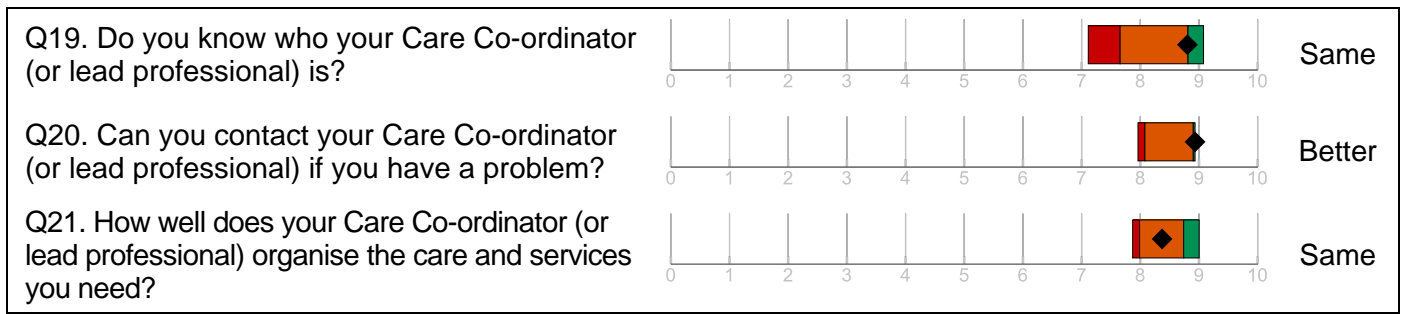 Q19. Do you know who your Care Co-ordinator
(or lead professional) is?
0 1 2 3 4 5 6 7 8 9 10
Same
Q20. Can you contact your Care Co-ordinator
(or lead professional) if you have a problem?
0 1 2 3 4 5 6 7 8 9 10
Better
Q21. How well does your Care Co-ordinator (or
lead professional) organise the care and services
you need?
0 1 2 3 4 5 6 7 8 9 10
Same